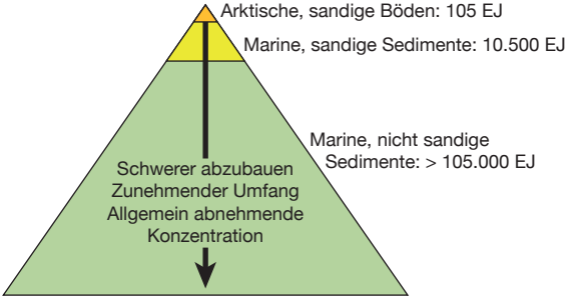 Arktische, sandige Böden: 105 EJ
Marine, sandige Sedimente: 10.500 EJ
Marine, nicht sandige
Sedimente: > 105.000 EJ
Schwerer abzubauen
Zunehmender Umfang
Allgemein abnehmende
Konzentration